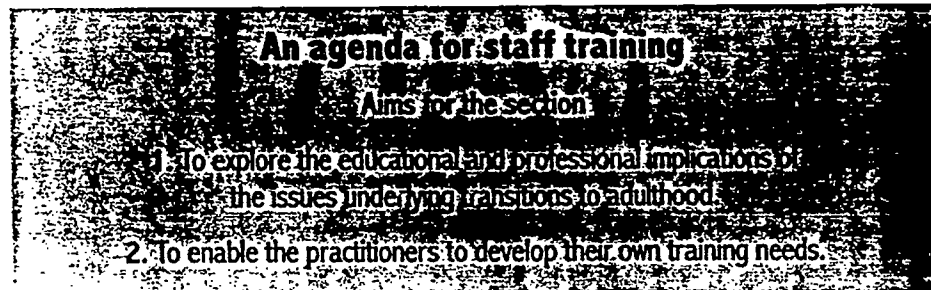 An agenda for staff training
Aims for the section
1. To explore the educational and professional implications of
the issues underlying transitions to adulthood.
2. To enable the practitioners to develop their own training needs.